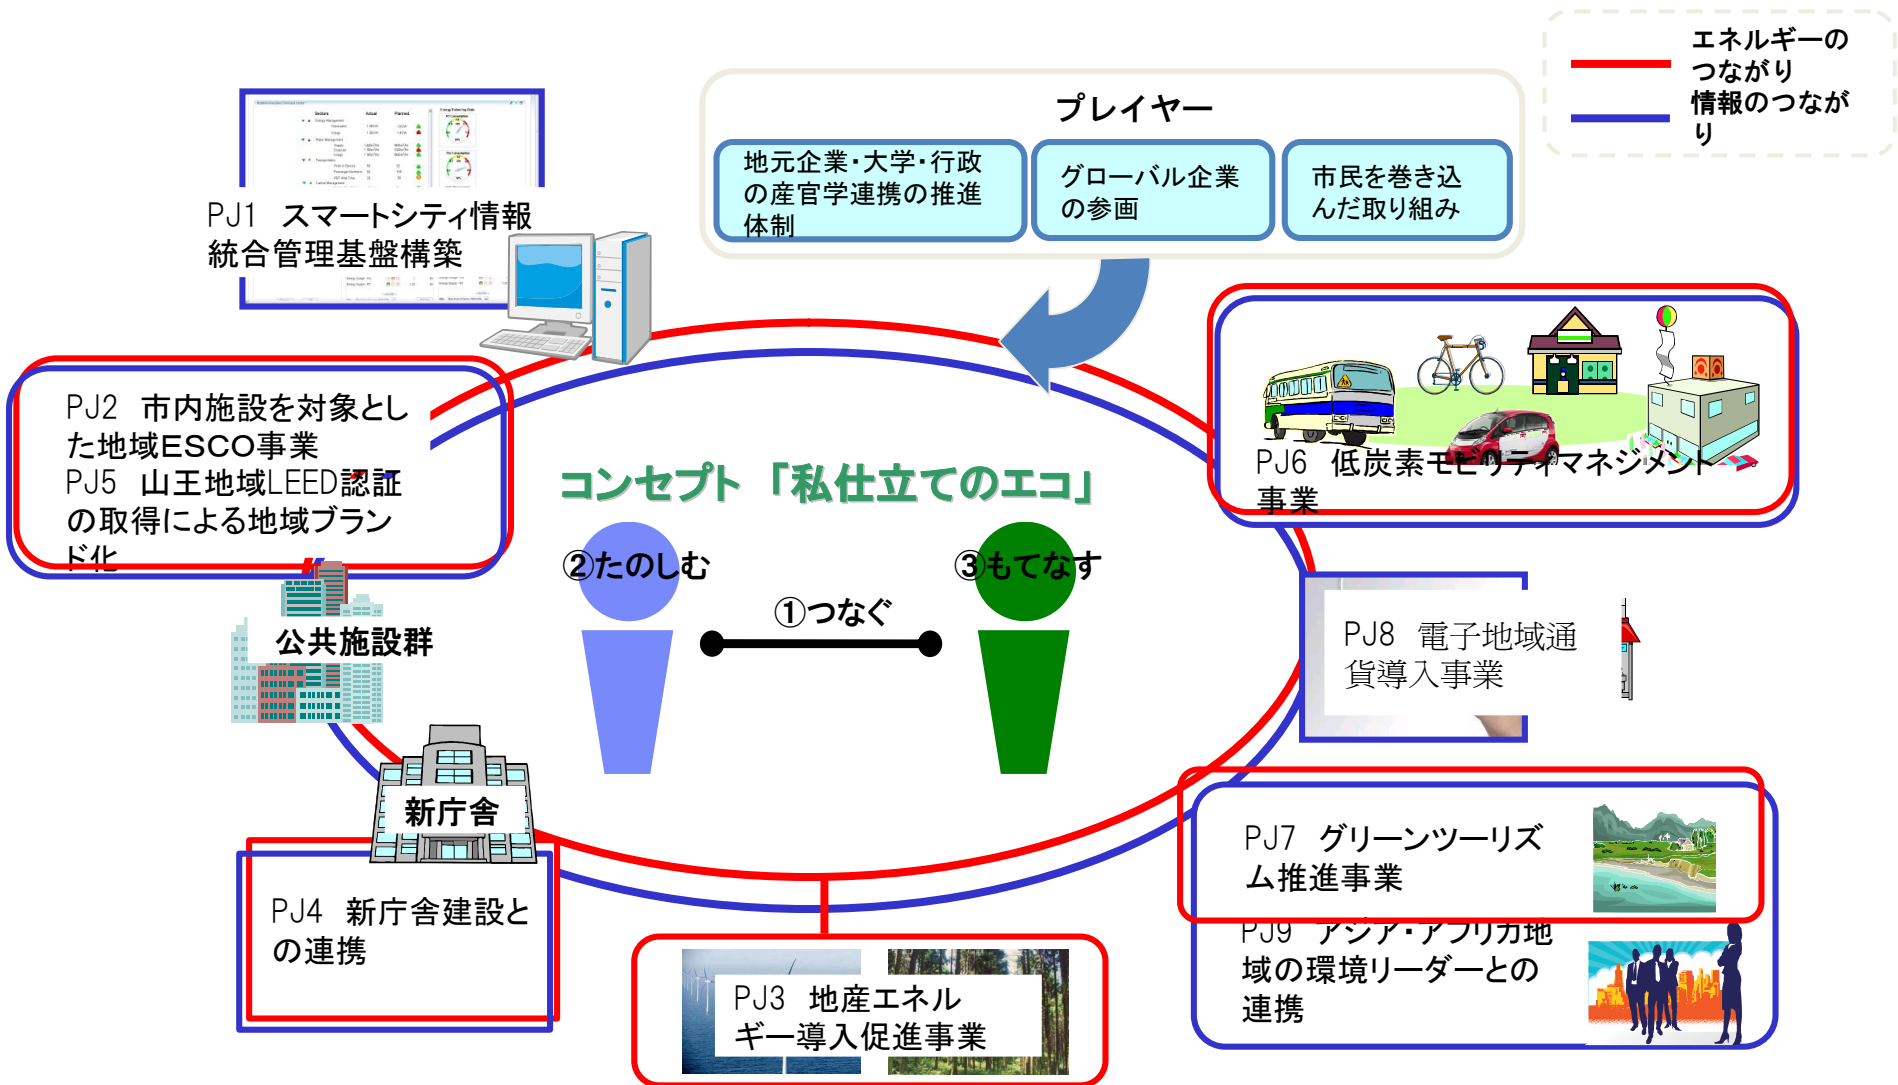 エネルギーの
つながり
情報のつなが
り
プレイヤー
地元企業・大学・行政
の産官学連携の推進
体制
グローバル企業
の参画
市民を巻き込
んだ取り組み
Sectors Actual Planned
PJ1 スマートシティ情報
統合管理基盤構築
PJ2 市内施設を対象とし
た地域ESCO事業
PJ5 山王地域LEED認証
の取得による地域ブラン
ド化
コンセプト 「私仕立てのエコ」
②たのしむ
③もてなす
①つなぐ
PJ6 低炭素モビリティマネジメント
事業
公共施設群
PJ8 電子地域通
貨導入事業
新庁舎
PJ4 新庁舎建設と
の連携
PJ3 地産エネル
ギー導入促進事業
PJ7 グリーンツーリズ
ム推進事業
PJ9 アジア・アフリカ地
域の環境リーダーとの
連携